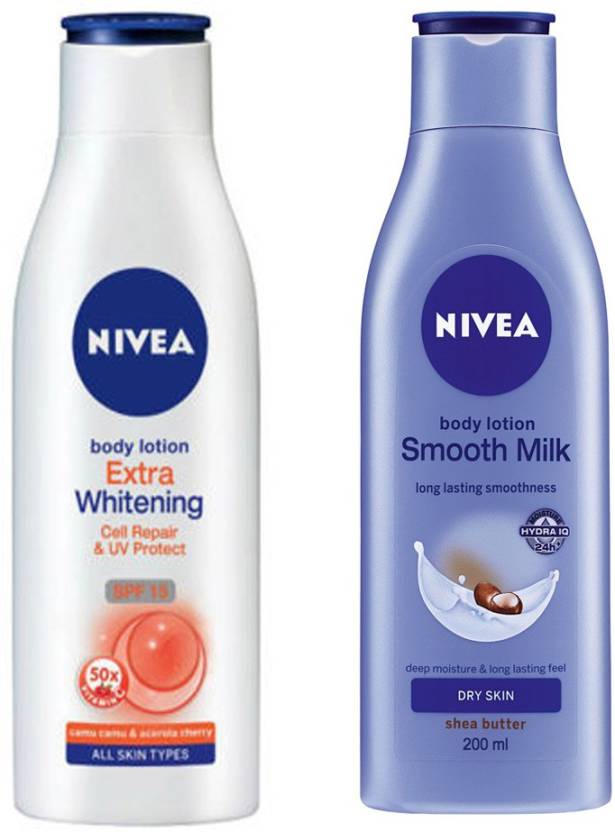 NIVEA
body lotion
Extra
Whitening
Cell Repair
& UV Protect
SPF 15
50x
VITAMIN C
camu camu & acerola cherry
ALL SKIN TYPES
NIVEA
body lotion
Smooth Milk
long lasting smoothness
MOISTURE
HYDRA IQ
24h+
deep moisture & long lasting feel
DRY SKIN
shea butter
200 ml